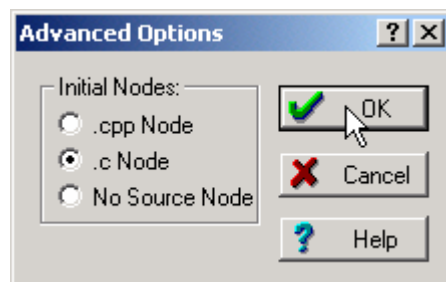 Advanced Options
Initial Nodes:
.cpp Node
.c Node
No Source Node
OK
Cancel
Help